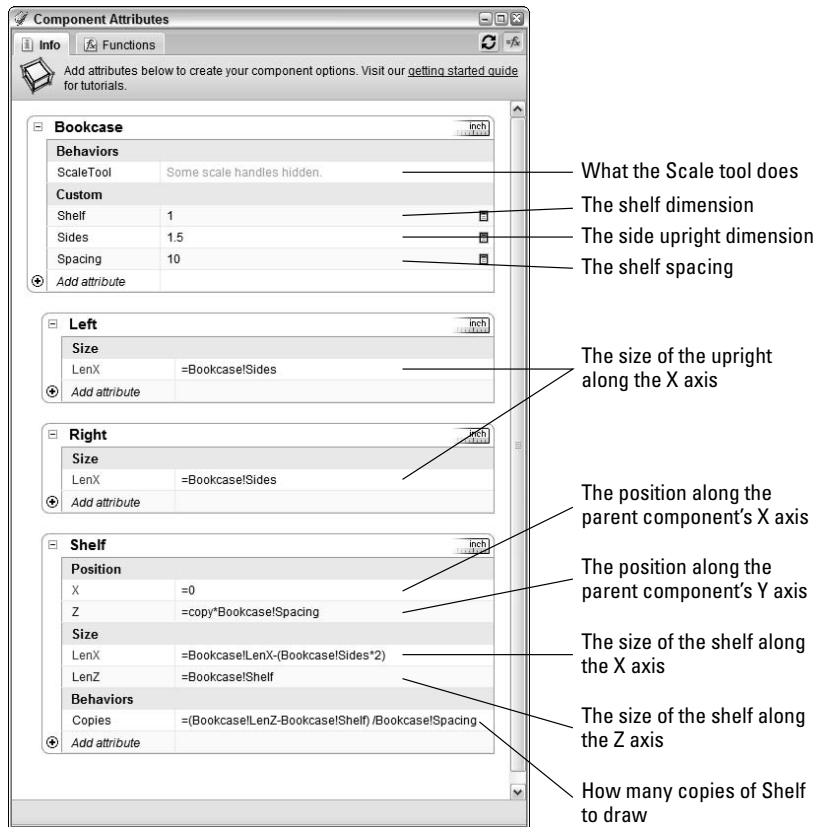 Component Attributes
Info
Functions
=fx
Add attributes below to create your component options. Visit our getting started guide
for tutorials.
Bookcase
inch
Behaviors
ScaleTool Some scale handles hidden.
Custom
Shelf 1
Sides 1.5
Spacing 10
Add attribute
Left
inch
Size
LenX =Bookcase!Sides
Add attribute
Right
inch
Size
LenX =Bookcase!Sides
Add attribute
Shelf
inch
Position
X =0
Z =copy*Bookcase!Spacing
Size
LenX =Bookcase!LenX-(Bookcase!Sides*2)
LenZ =Bookcase!Shelf
Behaviors
Copies =(Bookcase!LenZ-Bookcase!Shelf) /Bookcase!Spacing
Add attribute
What the Scale tool does
The shelf dimension
The side upright dimension
The shelf spacing
The size of the upright
along the X axis
The position along the
parent component's X axis
The position along the
parent component's Y axis
The size of the shelf along
the X axis
The size of the shelf along
the Z axis
How many copies of Shelf
to draw